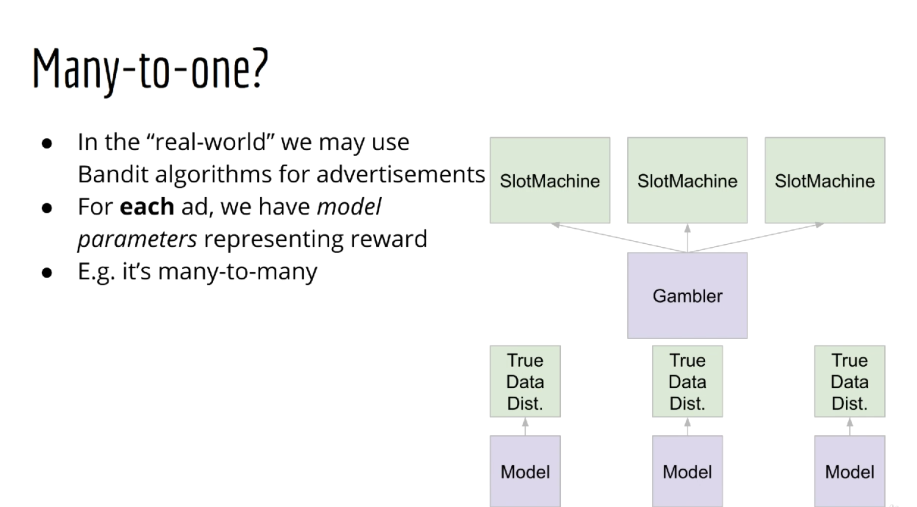 Many-to-one?
● In the “real-world” we may use
Bandit algorithms for advertisements
● For each ad, we have model
parameters representing reward
● E.g. it’s many-to-many
SlotMachine
SlotMachine
SlotMachine
Gambler
True
Data
Dist.
True
Data
Dist.
True
Data
Dist.
Model
Model
Model